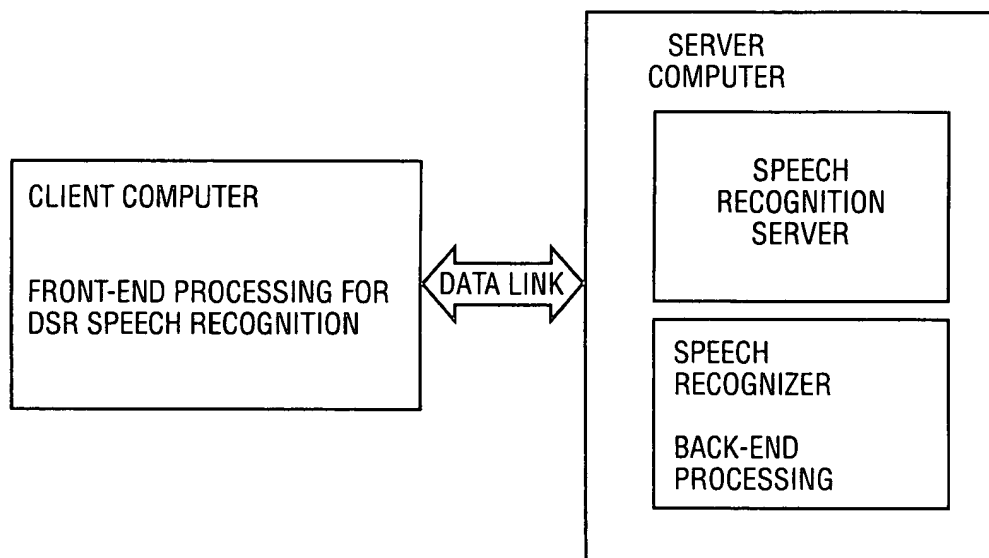 CLIENT COMPUTER
FRONT-END PROCESSING FOR
DSR SPEECH RECOGNITION
DATA LINK
SERVER
COMPUTER
SPEECH
RECOGNITION
SERVER
SPEECH
RECOGNIZER
BACK-END
PROCESSING